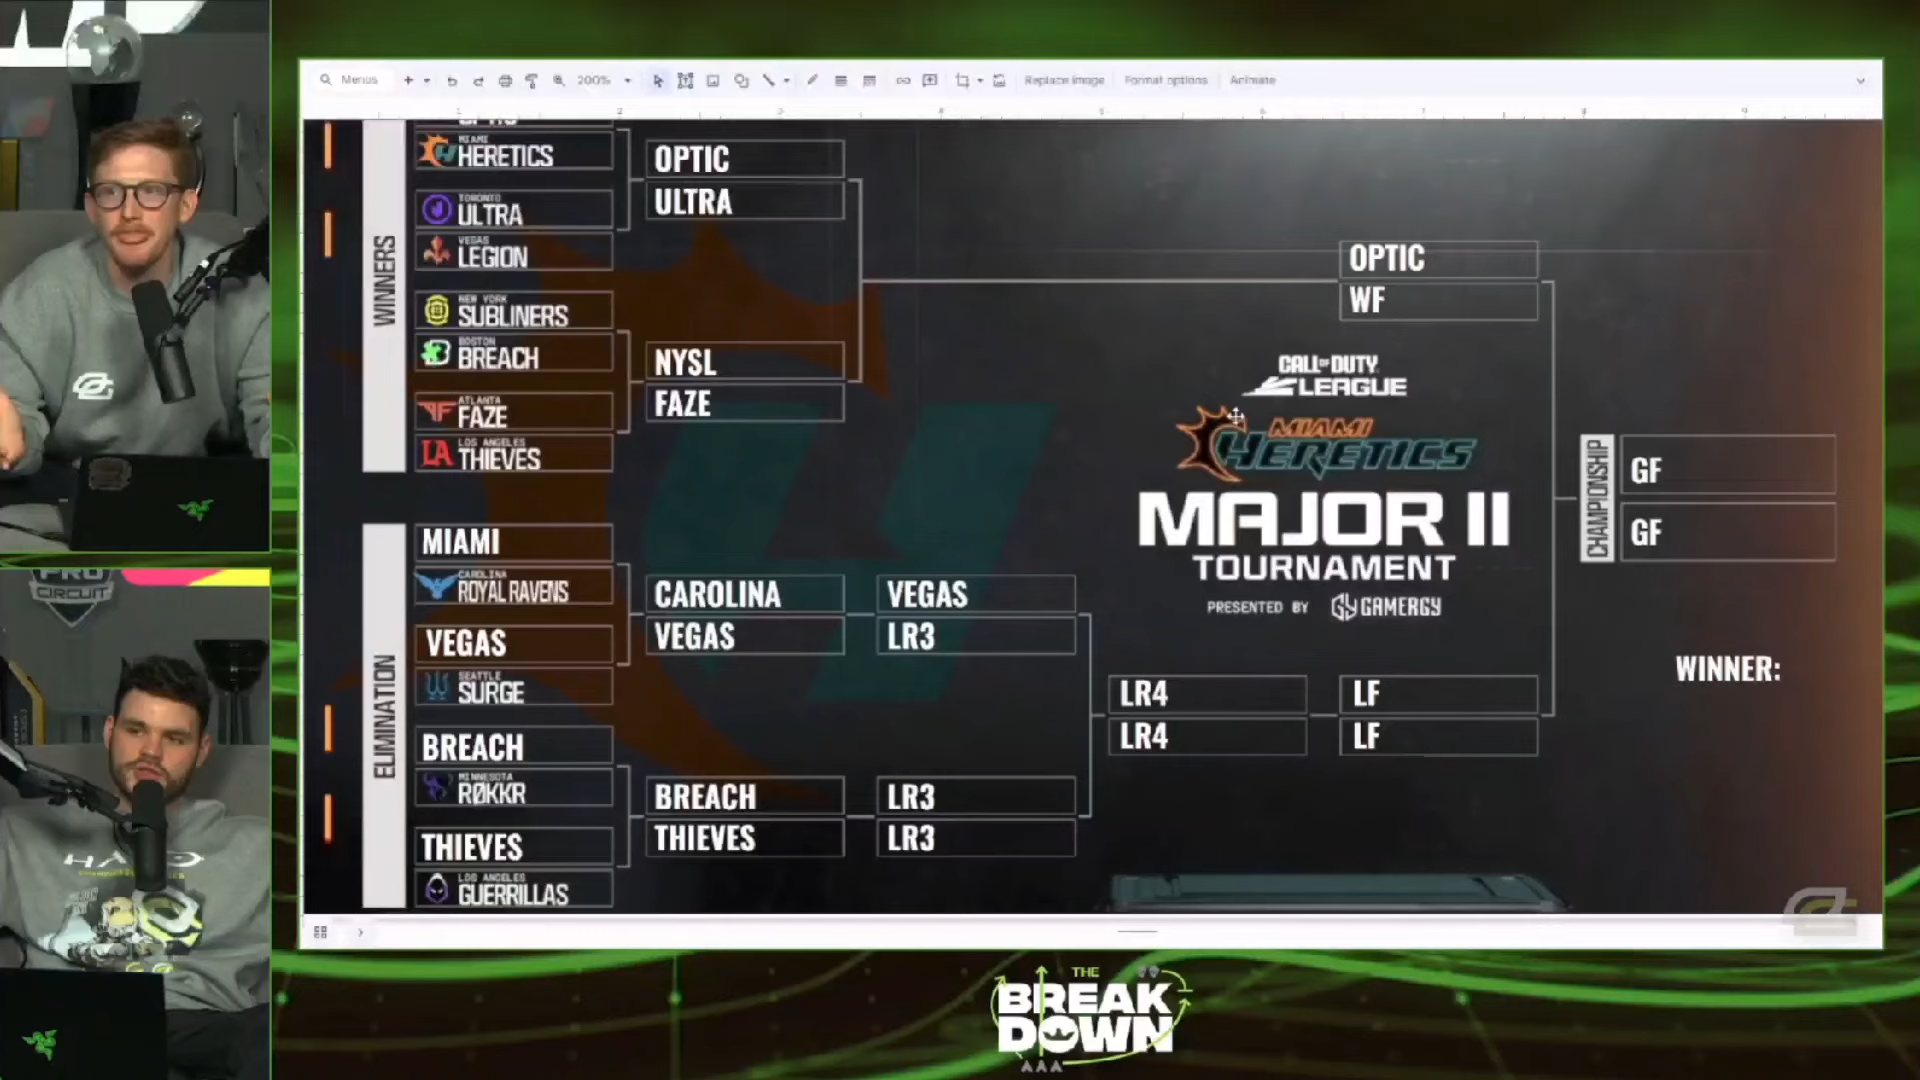 Menus
200%
Replace image
Format options
Animate
WINNERS
MIAMI
HERETICS
TORONTO
ULTRA
VEGAS
LEGION
NEW YORK
SUBLINERS
BOSTON
BREACH
ATLANTA
FAZE
LOS ANGELES
THIEVES
OPTIC
ULTRA
NYSL
FAZE
OPTIC
WF
CALL OF DUTY
LEAGUE
MIAMI
HERETICS
MAJOR II
TOURNAMENT
PRESENTED BY GAMERGY
CHAMPIONSHIP
GF
GF
WINNER:
ELIMINATION
MIAMI
CAROLINA
ROYAL RAVENS
VEGAS
SEATTLE
SURGE
BREACH
MINNESOTA
RØKKR
THIEVES
LOS ANGELES
GUERRILLAS
CAROLINA
VEGAS
BREACH
THIEVES
VEGAS
LR3
LR3
LR3
LR4
LR4
LF
LF
PRO
CIRCUIT
THE
BREAK
DOWN